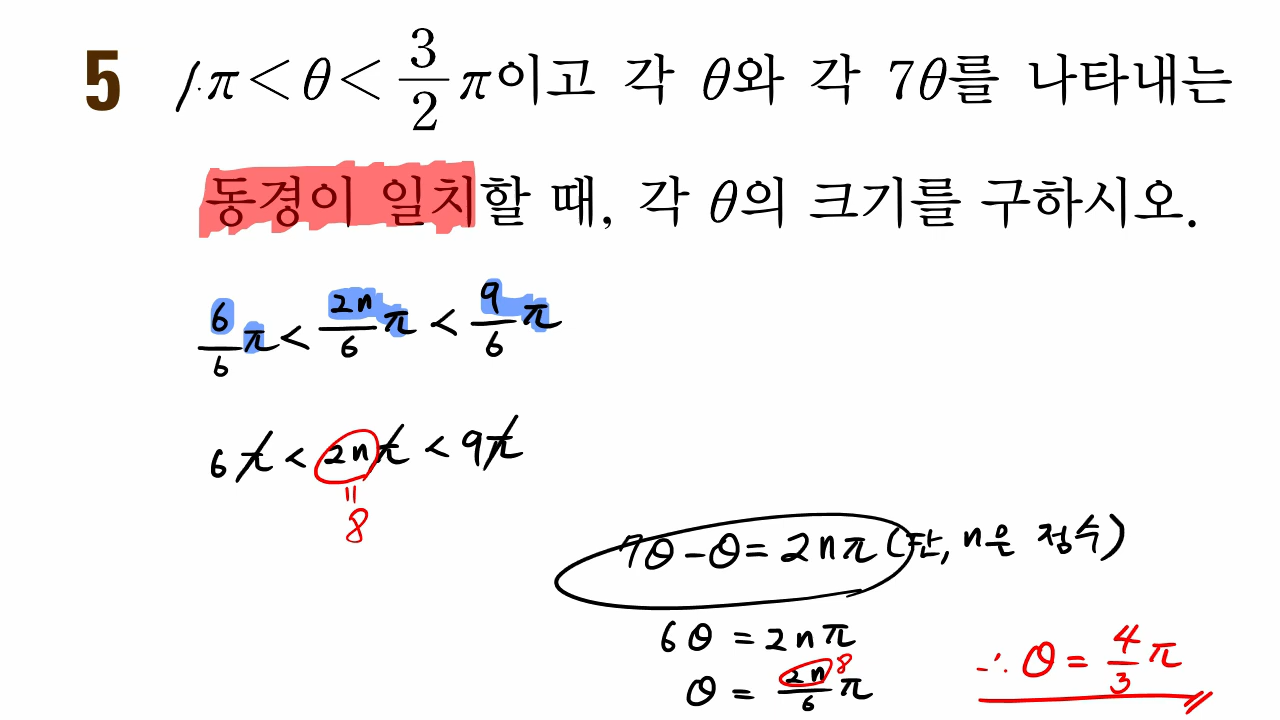 5 π < θ < 3/2 π이고 각 θ와 각 7θ를 나타내는
동경이 일치할 때, 각 θ의 크기를 구하시오.
6/6 π < 2n/6 π < 9/6 π
6π < 2nπ < 9π
= 8
7θ - θ = 2nπ (단, n은 정수)
6θ = 2nπ
θ = 2n/6 π 8
∴ θ = 4/3 π